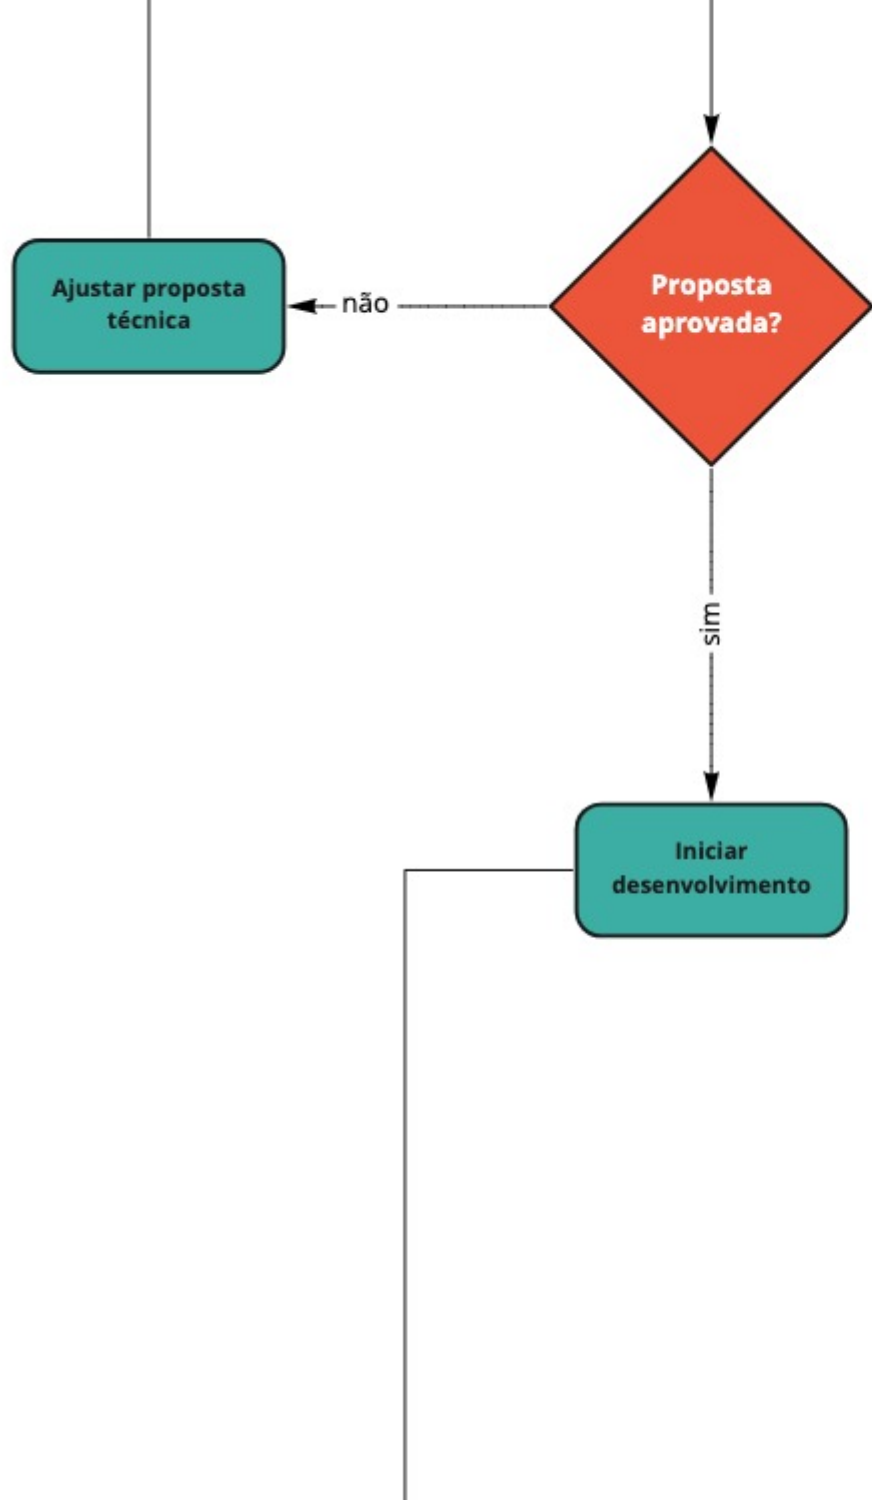 Ajustar proposta
técnica
não
Proposta
aprovada?
sim
Iniciar
desenvolvimento